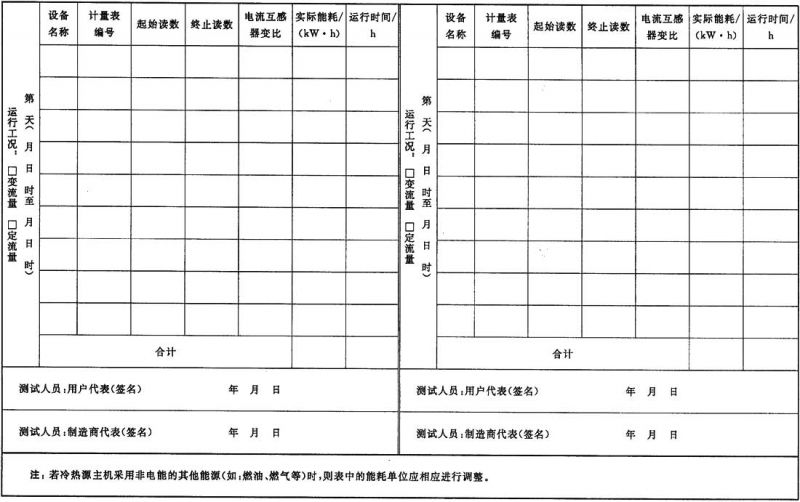 设备名称 计量表编号 起始读数 终止读数 电流互感器变比 实际能耗/(kW·h) 运行时间/h
第 天( 月 日 时至 月 日 时)
运行工况:□变流量 □定流量
合计
测试人员:用户代表(签名) 年 月 日
测试人员:制造商代表(签名) 年 月 日
设备名称 计量表编号 起始读数 终止读数 电流互感器变比 实际能耗/(kW·h) 运行时间/h
第 天( 月 日 时至 月 日 时)
运行工况:□变流量 □定流量
合计
测试人员:用户代表(签名) 年 月 日
测试人员:制造商代表(签名) 年 月 日
注:若冷热源主机采用非电能的其他能源(如:燃油、燃气等)时,则表中的能耗单位应相应进行调整。